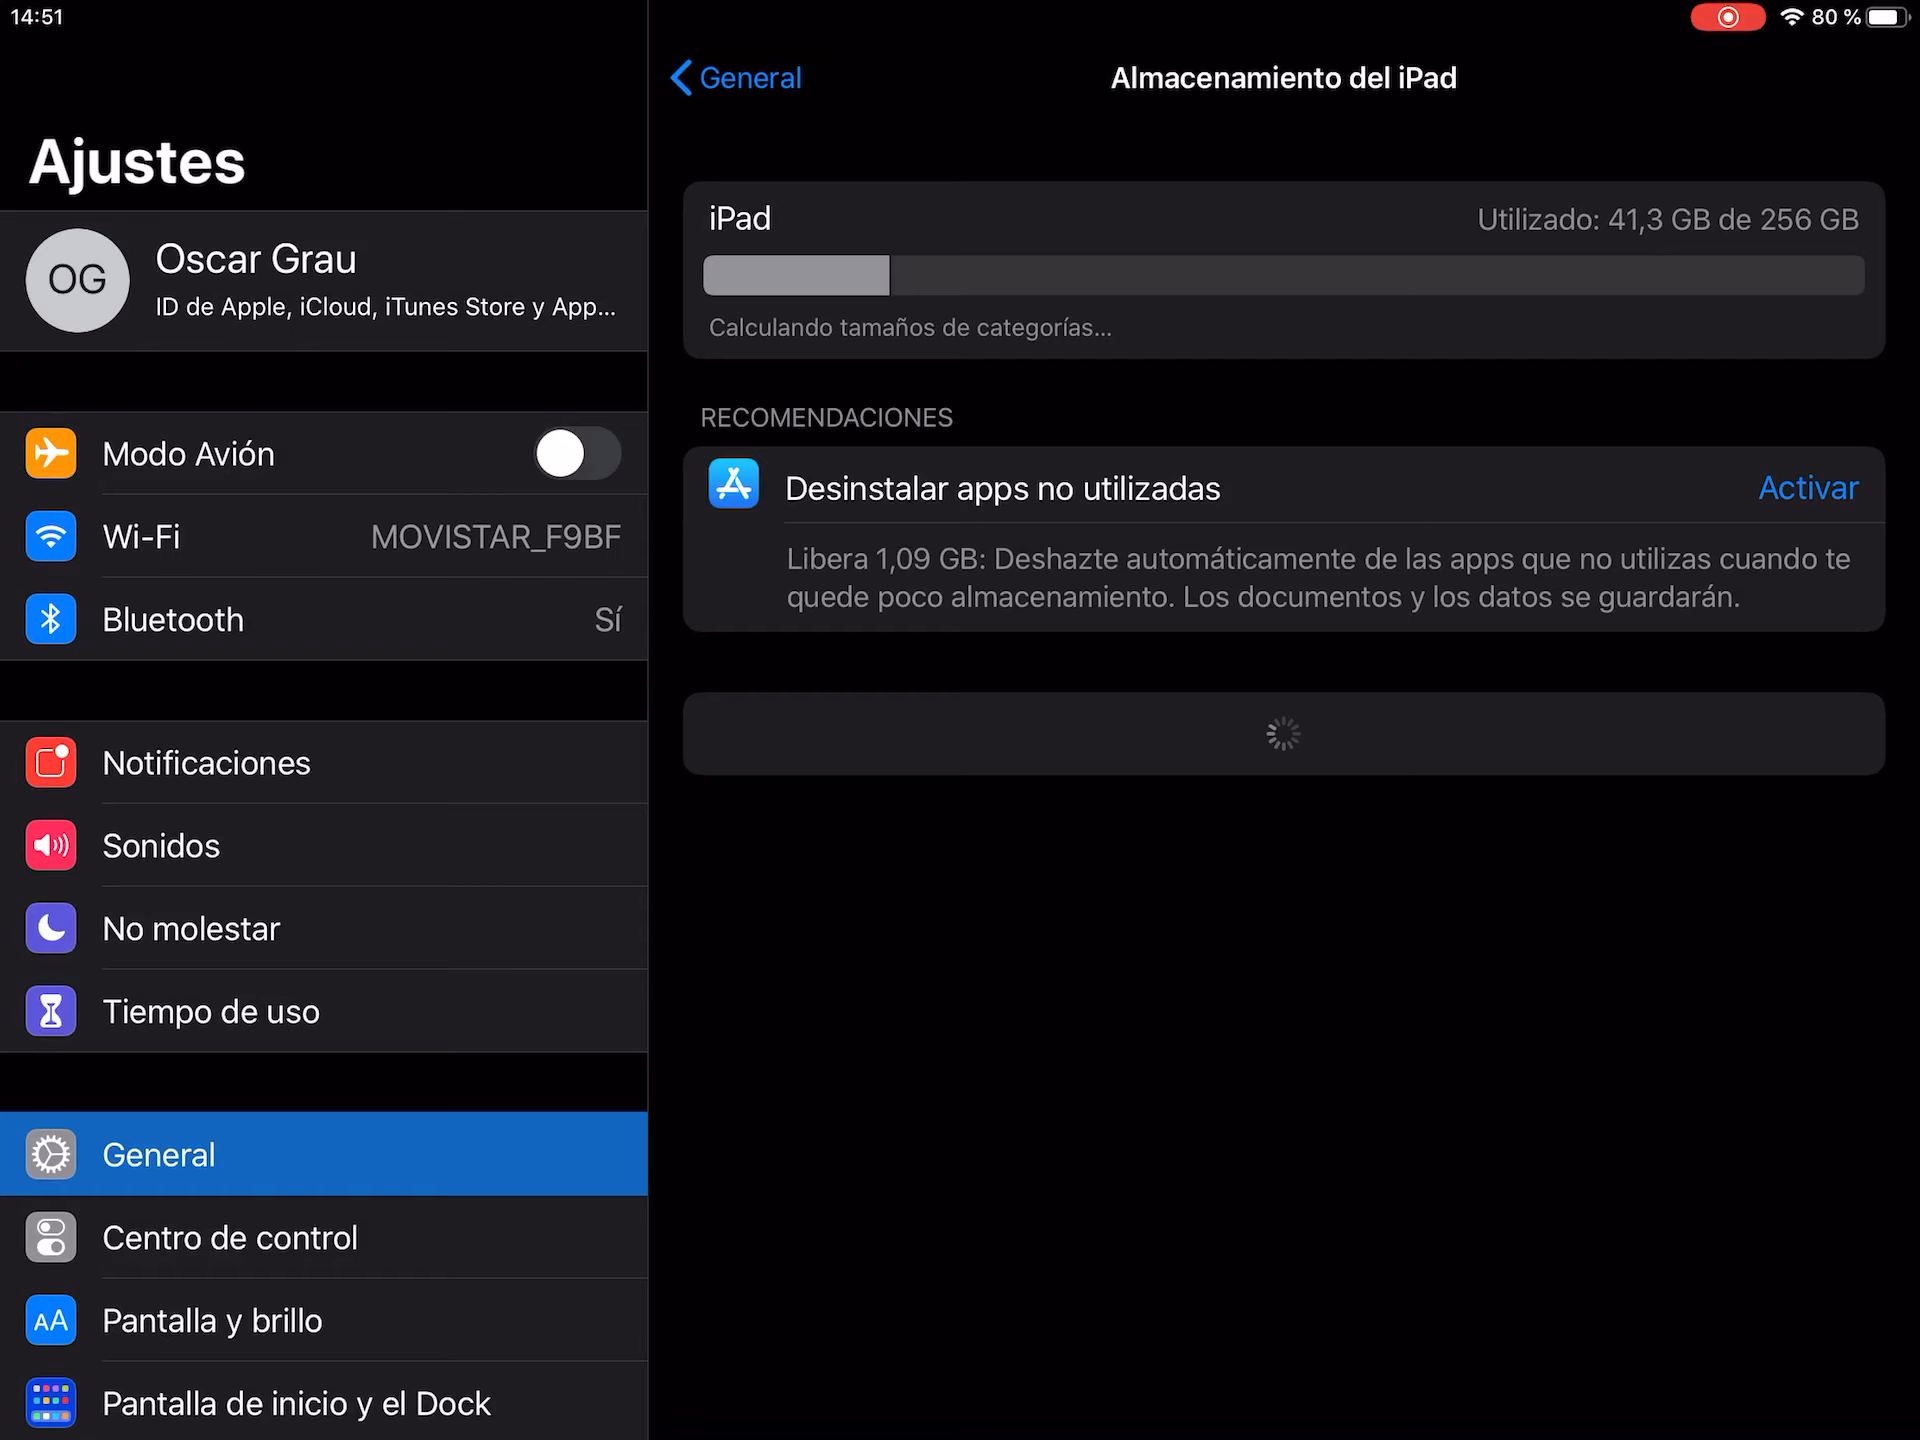 14:51
80 %
Ajustes
OG
Oscar Grau
ID de Apple, iCloud, iTunes Store y App...
Modo Avión
Wi-Fi
MOVISTAR_F9BF
Bluetooth
Sí
Notificaciones
Sonidos
No molestar
Tiempo de uso
General
Centro de control
AA
Pantalla y brillo
Pantalla de inicio y el Dock
General
Almacenamiento del iPad
iPad
Utilizado: 41,3 GB de 256 GB
Calculando tamaños de categorías...
RECOMENDACIONES
Desinstalar apps no utilizadas
Activar
Libera 1,09 GB: Deshazte automáticamente de las apps que no utilizas cuando te
quede poco almacenamiento. Los documentos y los datos se guardarán.